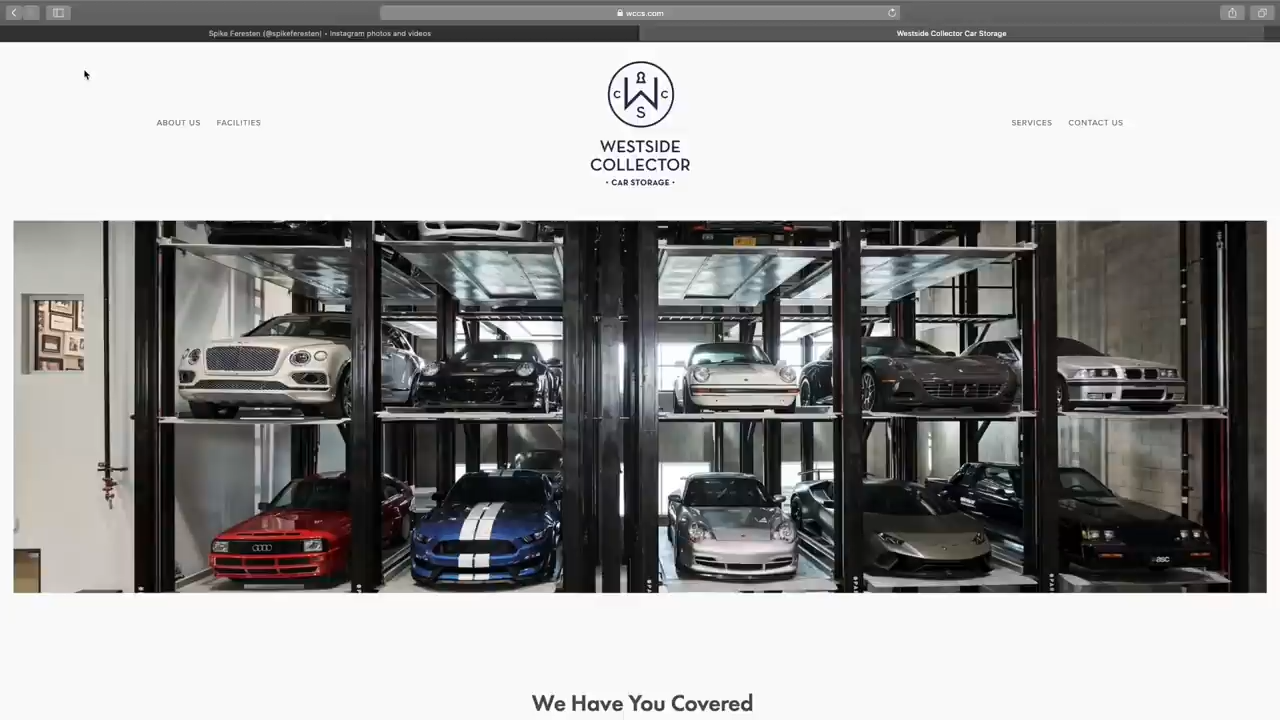 wccs.com
Spike Feresten (@spikeferesten) • Instagram photos and videos
Westside Collector Car Storage
C W C
S
ABOUT US FACILITIES
SERVICES CONTACT US
WESTSIDE
COLLECTOR
• CAR STORAGE •
asc
We Have You Covered